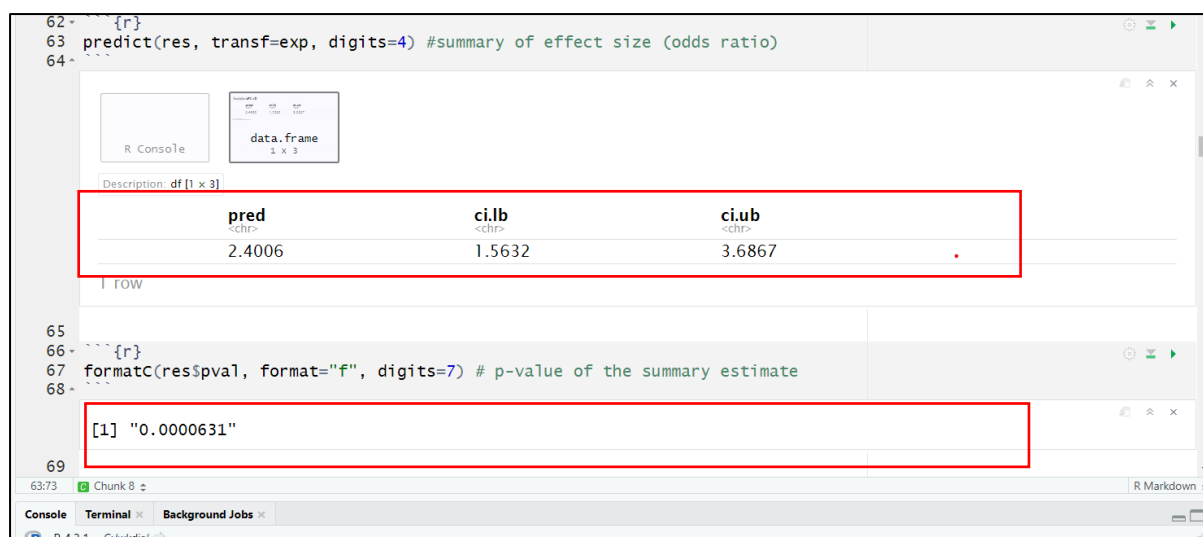 62 ```{r}
63 predict(res, transf=exp, digits=4) #summary of effect size (odds ratio)
64 ```
R Console
data.frame
1 x 3
Description: df [1 × 3]
pred ci.lb ci.ub
<chr> <chr> <chr>
2.4006 1.5632 3.6867
1 row
65
66 ```{r}
67 formatC(res$pval, format="f", digits=7) # p-value of the summary estimate
68 ```
[1] "0.0000631"
69
63:73 C Chunk 8 R Markdown
Console Terminal Background Jobs